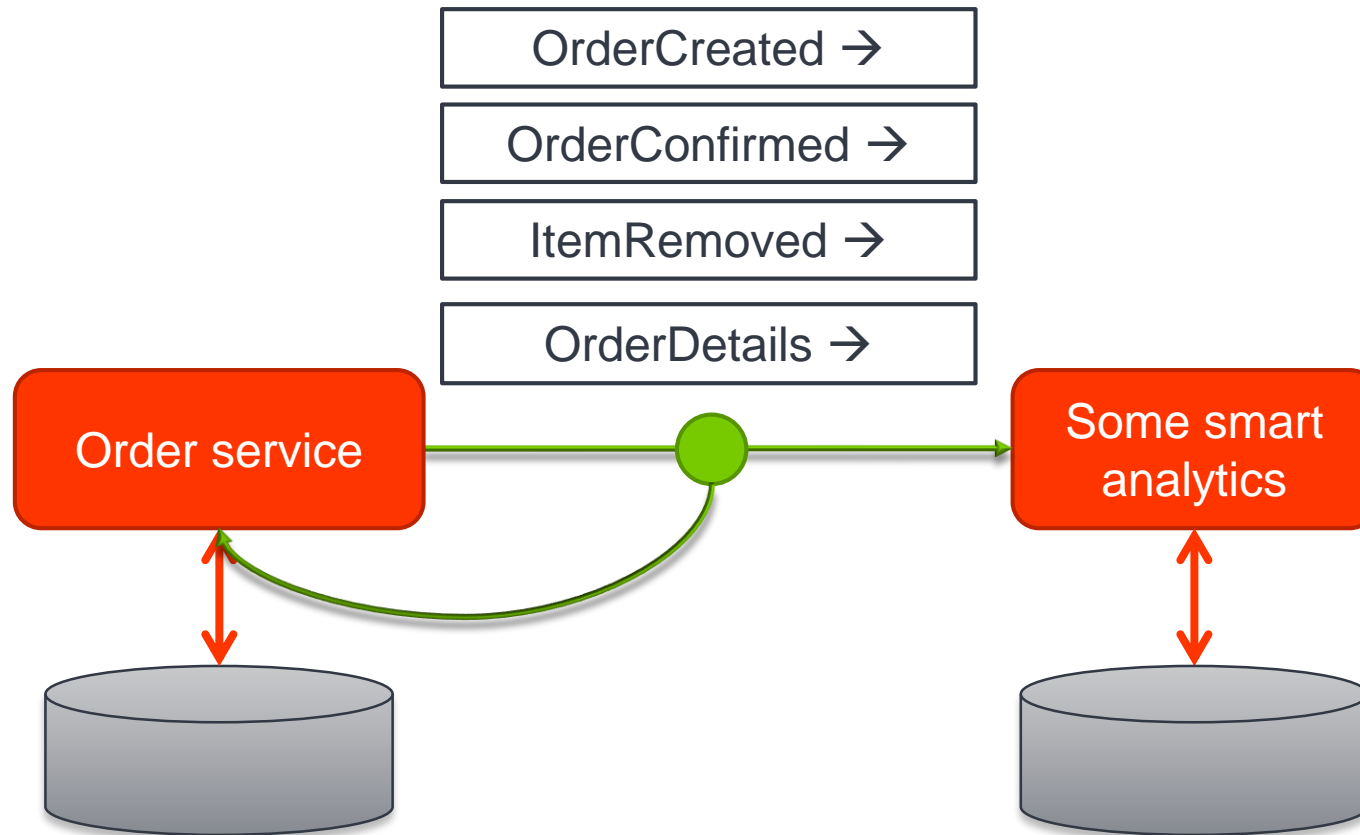 OrderCreated →
OrderConfirmed →
ItemRemoved →
OrderDetails →
Order service
Some smart
analytics